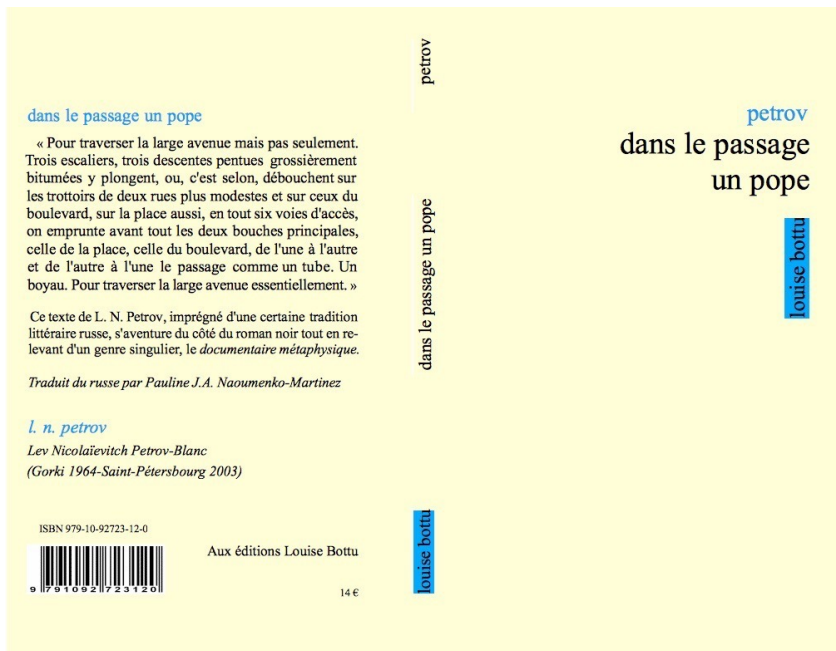 dans le passage un pope
« Pour traverser la large avenue mais pas seulement.
Trois escaliers, trois descentes pentues grossièrement
bitumées y plongent, ou, c'est selon, débouchent sur
les trottoirs de deux rues plus modestes et sur ceux du
boulevard, sur la place aussi, en tout six voies d'accès,
on emprunte avant tout les deux bouches principales,
celle de la place, celle du boulevard, de l'une à l'autre
et de l'autre à l'une le passage comme un tube. Un
boyau. Pour traverser la large avenue essentiellement. »
Ce texte de L. N. Petrov, imprégné d'une certaine tradition
littéraire russe, s'aventure du côté du roman noir tout en re-
levant d'un genre singulier, le documentaire métaphysique.
Traduit du russe par Pauline J.A. Naoumenko-Martinez
l. n. petrov
Lev Nicolaïevitch Petrov-Blanc
(Gorki 1964-Saint-Pétersbourg 2003)
ISBN 979-10-92723-12-0
9 791092 723120
Aux éditions Louise Bottu
14 €
petrov
dans le passage un pope
louise bottu
petrov
dans le passage
un pope
louise bottu